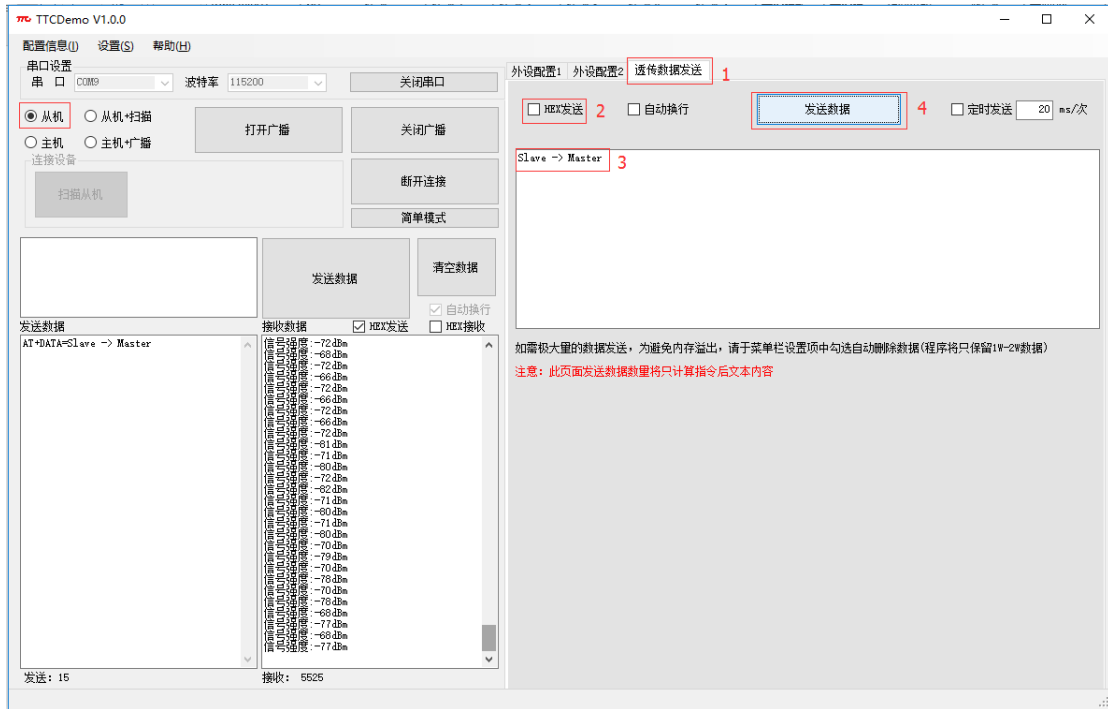 TTCDemo V1.0.0
配置信息(I) 设置(S) 帮助(H)
串口设置
串 口 COM9 波特率 115200 关闭串口
从机 从机+扫描
主机 主机+广播
打开广播 关闭广播
连接设备
扫描从机
断开连接
简单模式
发送数据
清空数据
自动换行
发送数据 接收数据 HEX发送 HEX接收
AT+DATA=Slave -> Master
信号强度:-72dBm
信号强度:-68dBm
信号强度:-72dBm
信号强度:-66dBm
信号强度:-72dBm
信号强度:-66dBm
信号强度:-72dBm
信号强度:-66dBm
信号强度:-72dBm
信号强度:-81dBm
信号强度:-71dBm
信号强度:-80dBm
信号强度:-72dBm
信号强度:-82dBm
信号强度:-71dBm
信号强度:-80dBm
信号强度:-71dBm
信号强度:-80dBm
信号强度:-70dBm
信号强度:-79dBm
信号强度:-70dBm
信号强度:-78dBm
信号强度:-70dBm
信号强度:-78dBm
信号强度:-68dBm
信号强度:-77dBm
信号强度:-68dBm
信号强度:-77dBm
发送: 15 接收: 5525
外设配置1 外设配置2 透传数据发送 1
HEX发送 2 自动换行 发送数据 4 定时发送 20 ms/次
Slave -> Master 3
如需极大量的数据发送，为避免内存溢出，请于菜单栏设置项中勾选自动删除数据(程序将只保留1W-2W数据)
注意: 此页面发送数据数量将只计算指令后文本内容